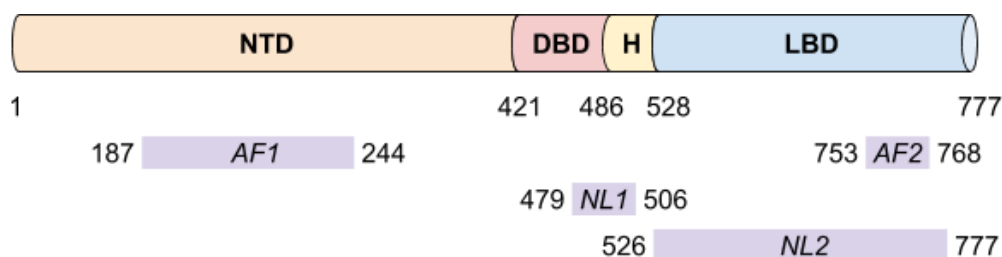 NTD DBD H LBD
1 421 486 528 777
187 AF1 244 753 AF2 768
479 NL1 506
526 NL2 777